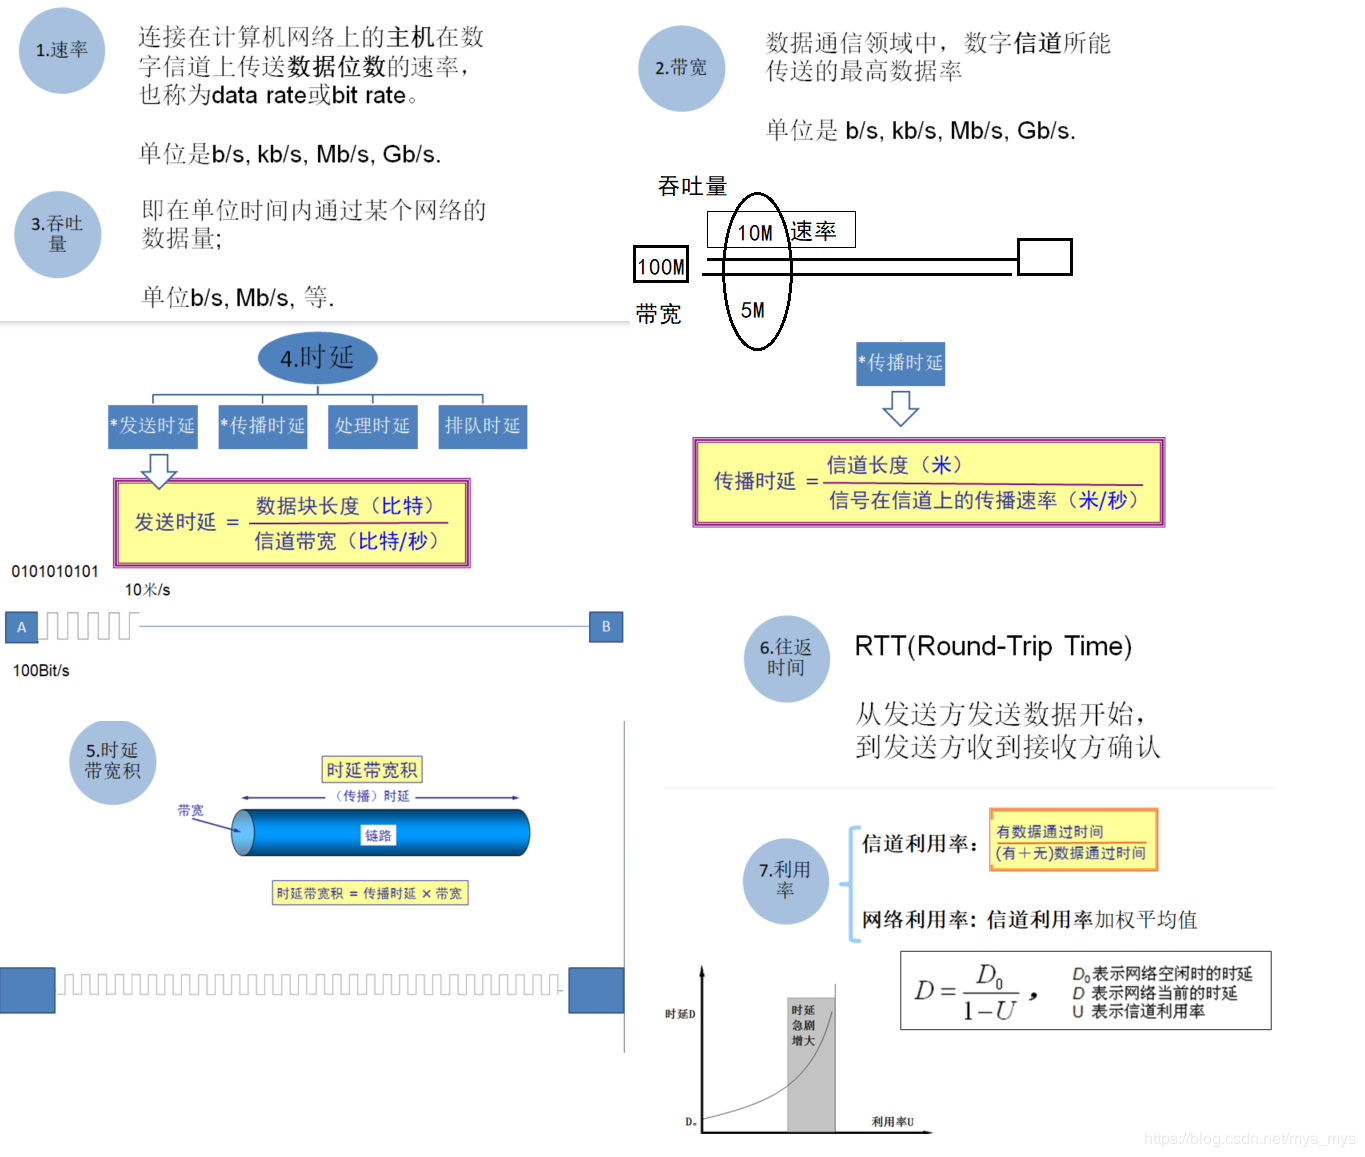 1.速率
连接在计算机网络上的主机在数
字信道上传送数据位数的速率，
也称为data rate或bit rate。
单位是b/s, kb/s, Mb/s, Gb/s.
2.带宽
数据通信领域中，数字信道所能
传送的最高数据率
单位是 b/s, kb/s, Mb/s, Gb/s.
3.吞吐
量
即在单位时间内通过某个网络的
数据量;
单位b/s, Mb/s, 等.
吞吐量
10M 速率
100M
带宽
5M
4.时延
*发送时延
*传播时延
处理时延
排队时延
发送时延 =
数据块长度（比特）
信道带宽（比特/秒）
*传播时延
传播时延 =
信道长度（米）
信号在信道上的传播速率（米/秒）
0101010101
10米/s
A
B
100Bit/s
5.时延
带宽积
时延带宽积
（传播）时延
带宽
链路
时延带宽积 = 传播时延 × 带宽
6.往返
时间
RTT(Round-Trip Time)
从发送方发送数据开始，
到发送方收到接收方确认
7.利用
率
信道利用率：
有数据通过时间
(有＋无)数据通过时间
网络利用率: 信道利用率加权平均值
D = D₀ / 1-U ，
D₀ 表示网络空闲时的时延
D 表示网络当前的时延
U 表示信道利用率
时延D
时延
急剧
增大
D₀
利用率U
https://blog.csdn.net/mys_mys